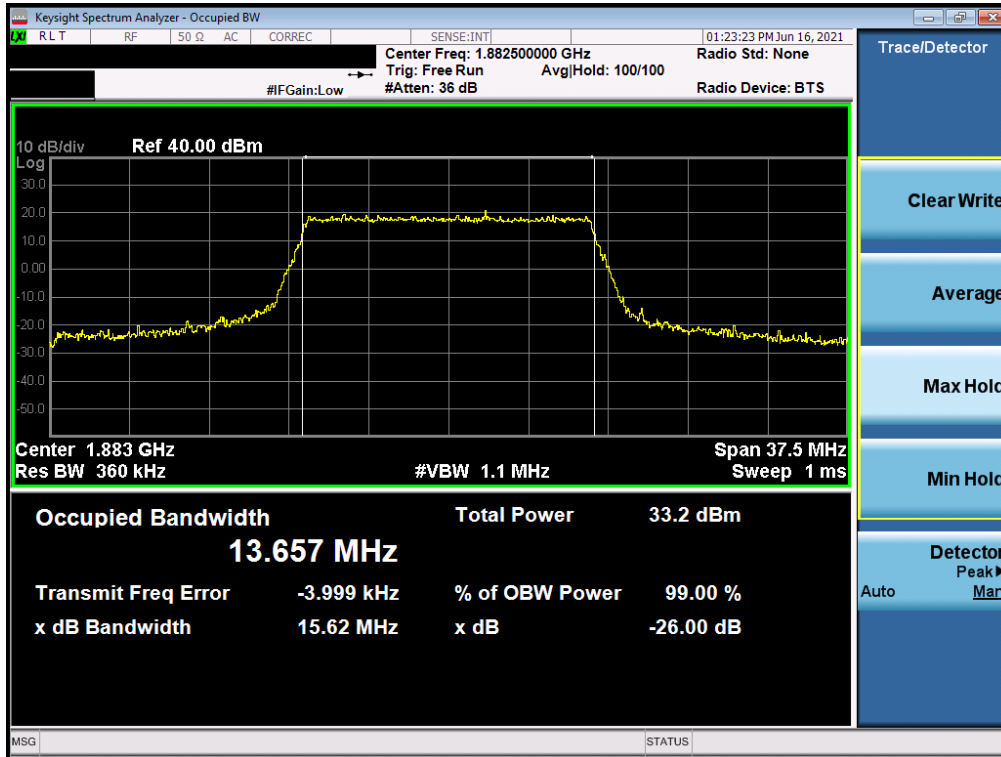 Keysight Spectrum Analyzer - Occupied BW
LXI RLT RF 50 Ω AC CORREC SENSE:INT 01:23:23 PM Jun 16, 2021
Center Freq: 1.882500000 GHz Radio Std: None
Trig: Free Run Avg|Hold: 100/100
#IFGain:Low #Atten: 36 dB Radio Device: BTS
10 dB/div Ref 40.00 dBm
Log
30.0
20.0
10.0
0.00
-10.0
-20.0
-30.0
-40.0
-50.0
Center 1.883 GHz Span 37.5 MHz
Res BW 360 kHz #VBW 1.1 MHz Sweep 1 ms
Occupied Bandwidth Total Power 33.2 dBm
13.657 MHz
Transmit Freq Error -3.999 kHz % of OBW Power 99.00 %
x dB Bandwidth 15.62 MHz x dB -26.00 dB
MSG STATUS
Trace/Detector
Clear Write
Average
Max Hold
Min Hold
Detector
Peak
Auto Man